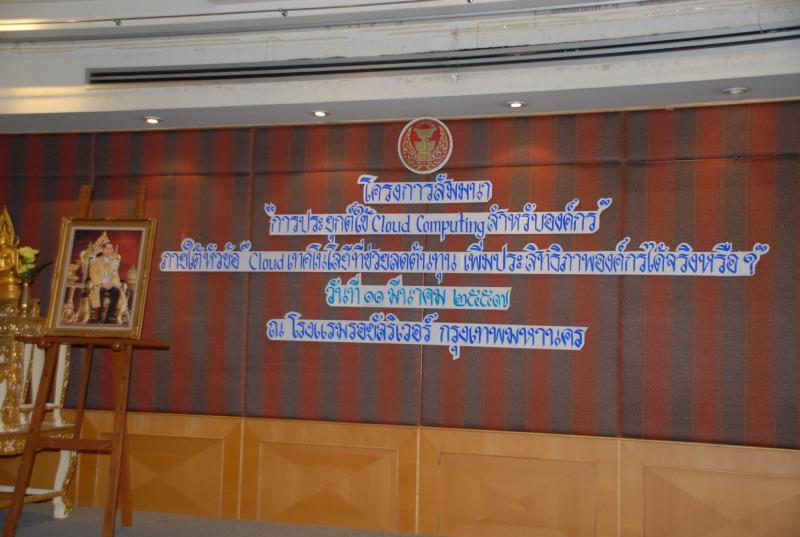 โครงการสัมมนา
"การประยุกต์ใช้ Cloud Computing สำหรับองค์กร"
ภายใต้หัวข้อ "Cloud เทคโนโลยีที่ช่วยลดต้นทุน เพิ่มประสิทธิภาพองค์กรได้จริงหรือ ?"
วันที่ ๑๑ มีนาคม ๒๕๕๗
ณ โรงแรมรอยัลริเวอร์ กรุงเทพมหานคร